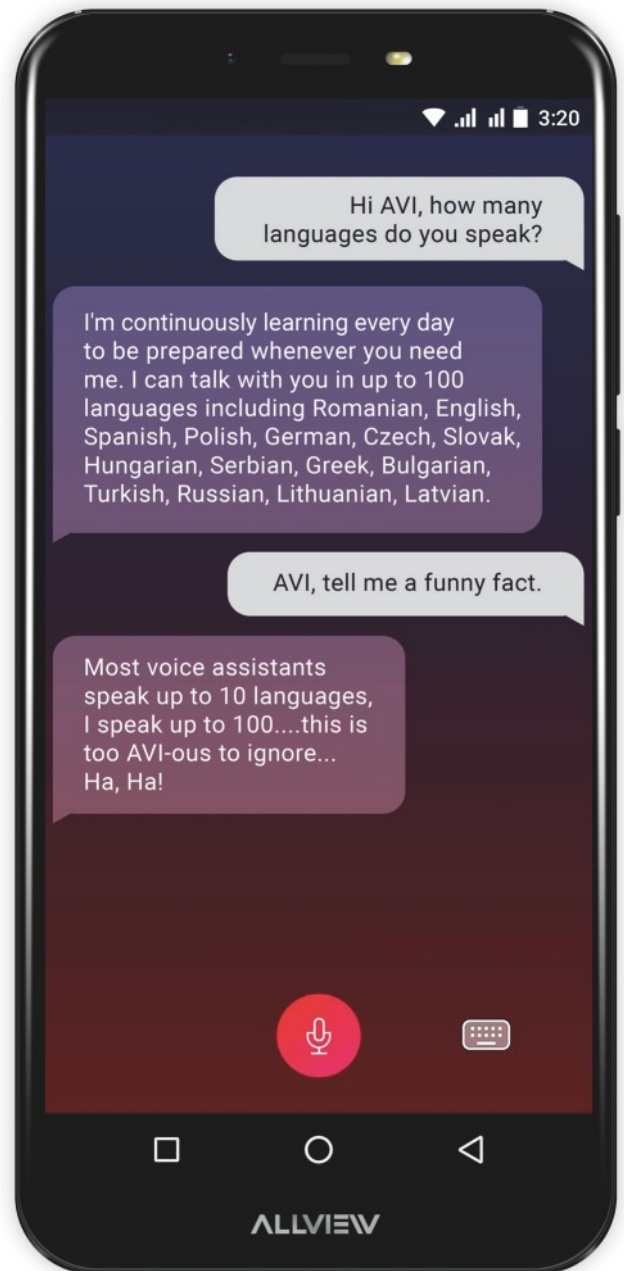 3:20
Hi AVI, how many
languages do you speak?
I'm continuously learning every day
to be prepared whenever you need
me. I can talk with you in up to 100
languages including Romanian, English,
Spanish, Polish, German, Czech, Slovak,
Hungarian, Serbian, Greek, Bulgarian,
Turkish, Russian, Lithuanian, Latvian.
AVI, tell me a funny fact.
Most voice assistants
speak up to 10 languages,
I speak up to 100....this is
too AVI-ous to ignore...
Ha, Ha!
ALLVIEW